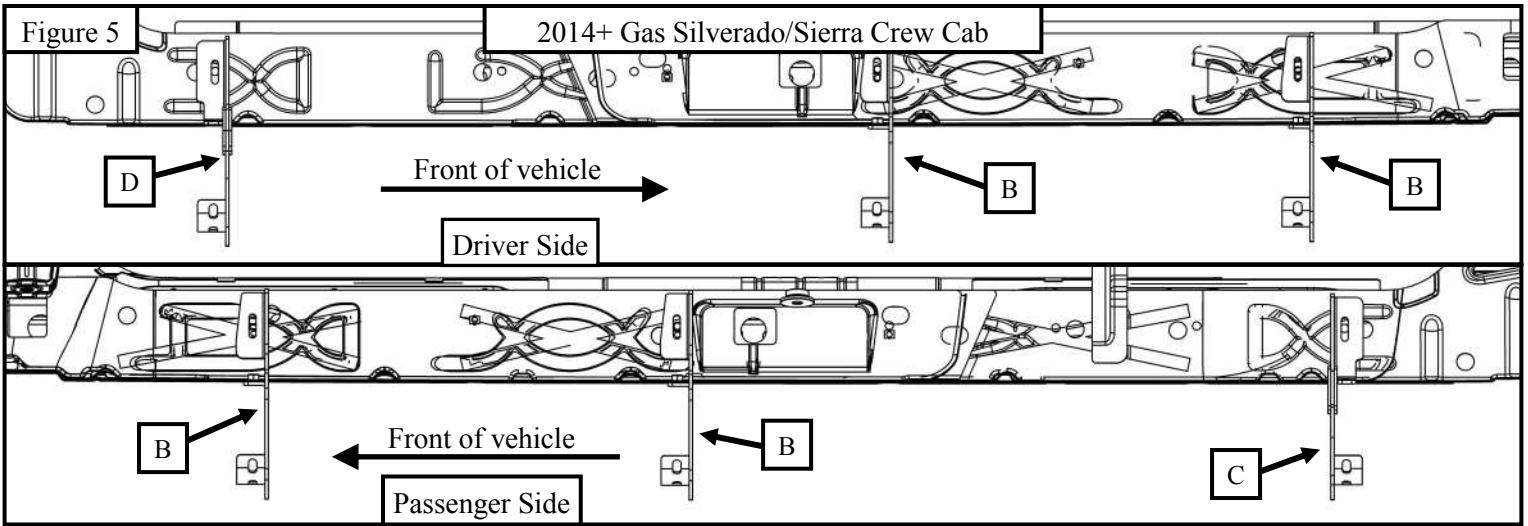 Figure 5
2014+ Gas Silverado/Sierra Crew Cab
D
Front of vehicle
B
B
Driver Side
B
Front of vehicle
B
C
Passenger Side